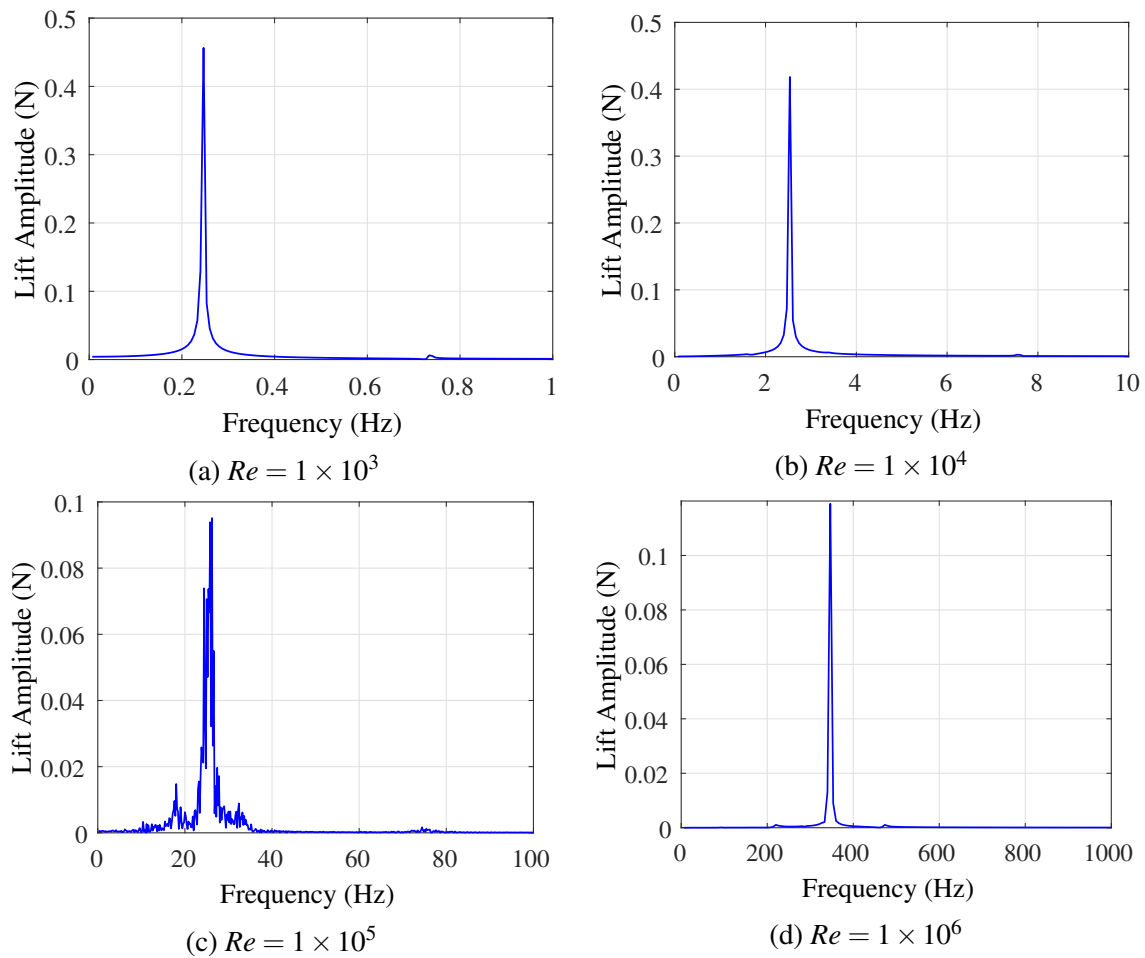 0.5
0.4
0.3
0.2
0.1
0
Lift Amplitude (N)
0 0.2 0.4 0.6 0.8 1
Frequency (Hz)
(a) Re = 1 × 10³
0.5
0.4
0.3
0.2
0.1
0
Lift Amplitude (N)
0 2 4 6 8 10
Frequency (Hz)
(b) Re = 1 × 10⁴
0.1
0.08
0.06
0.04
0.02
0
Lift Amplitude (N)
0 20 40 60 80 100
Frequency (Hz)
(c) Re = 1 × 10⁵
0.1
0.08
0.06
0.04
0.02
0
Lift Amplitude (N)
0 200 400 600 800 1000
Frequency (Hz)
(d) Re = 1 × 10⁶